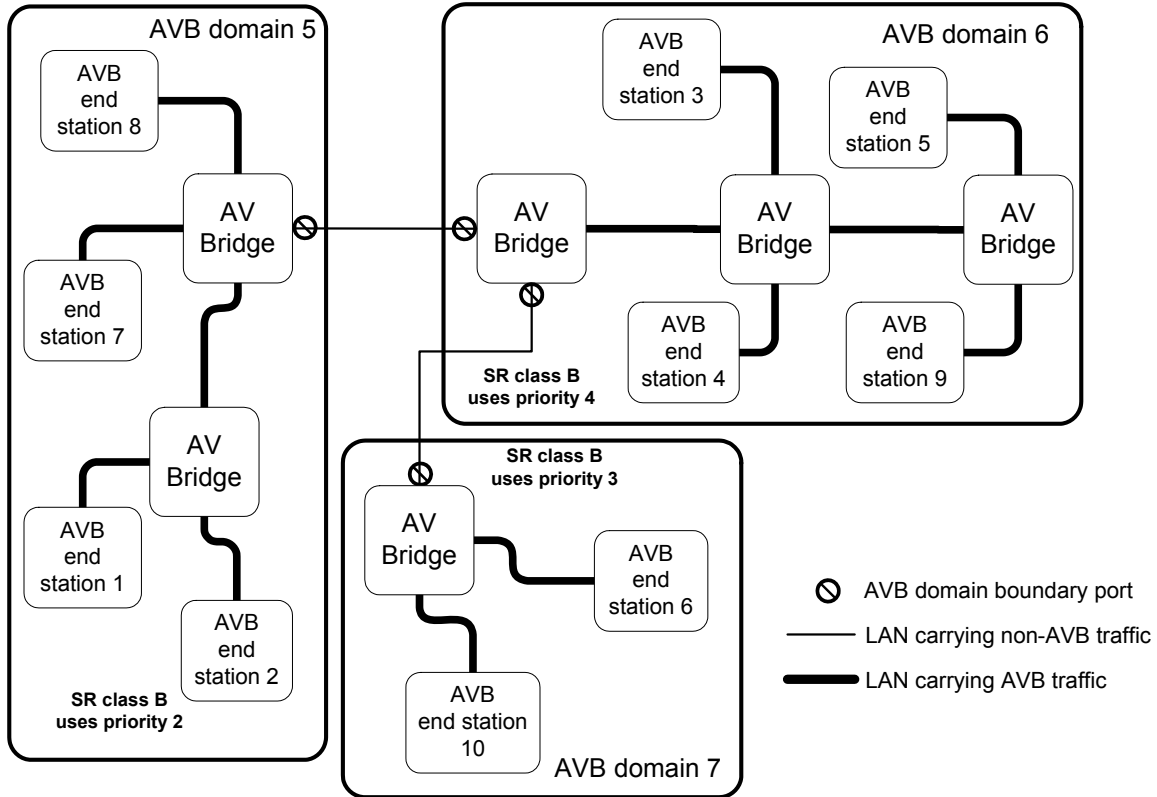 AVB domain 5
AVB
end
station 8
AV
Bridge
AVB
end
station 7
AV
Bridge
AVB
end
station 1
AVB
end
station 2
SR class B
uses priority 2
AVB domain 6
AVB
end
station 3
AVB
end
station 5
AV
Bridge
AV
Bridge
AV
Bridge
AVB
end
station 4
AVB
end
station 9
SR class B
uses priority 4
SR class B
uses priority 3
AV
Bridge
AVB
end
station 6
AVB
end station
10
AVB domain 7
AVB domain boundary port
LAN carrying non-AVB traffic
LAN carrying AVB traffic